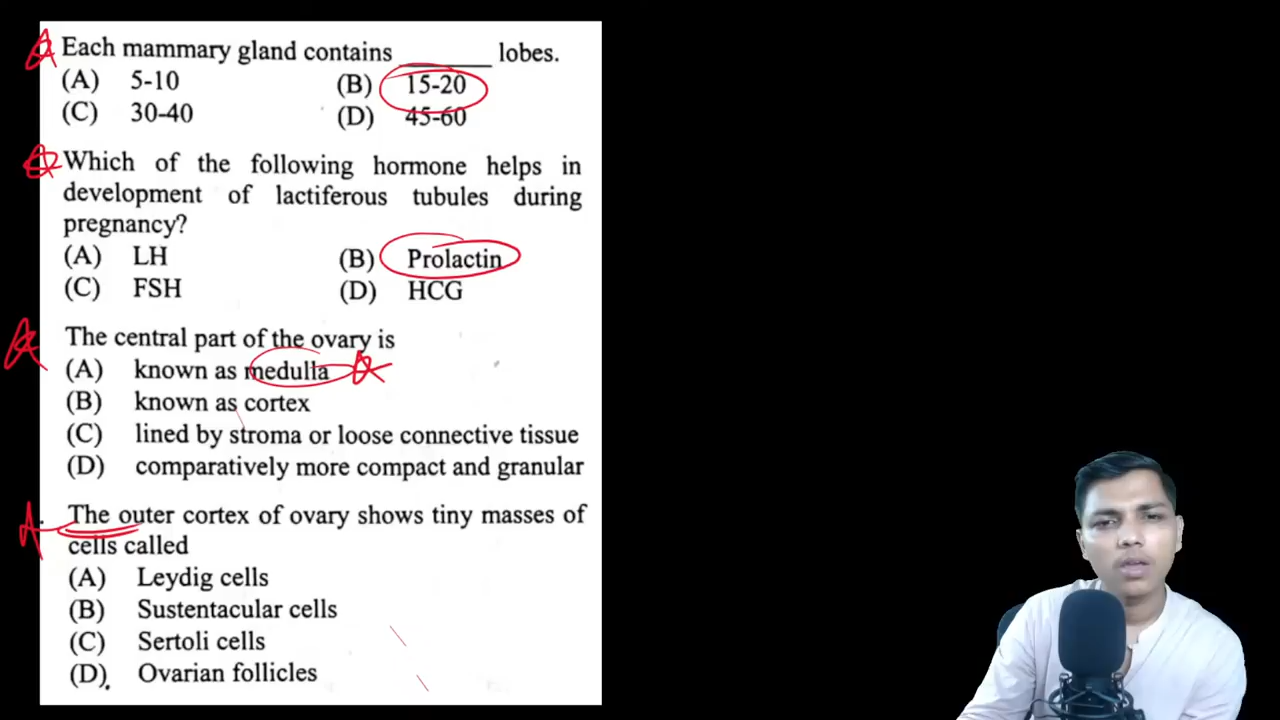 Each mammary gland contains ________ lobes.
(A) 5-10 (B) 15-20
(C) 30-40 (D) 45-60
Which of the following hormone helps in
development of lactiferous tubules during
pregnancy?
(A) LH (B) Prolactin
(C) FSH (D) HCG
The central part of the ovary is
(A) known as medulla
(B) known as cortex
(C) lined by stroma or loose connective tissue
(D) comparatively more compact and granular
The outer cortex of ovary shows tiny masses of
cells called
(A) Leydig cells
(B) Sustentacular cells
(C) Sertoli cells
(D) Ovarian follicles